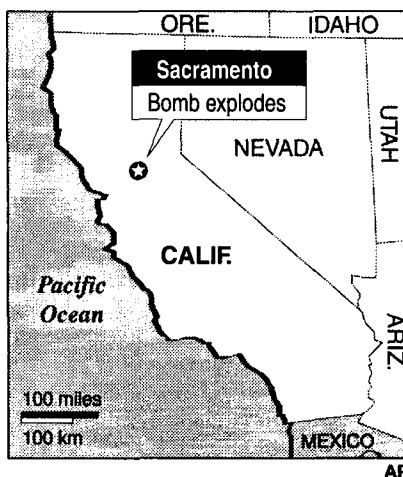 ORE.
IDAHO
Sacramento
Bomb explodes
NEVADA
UTAH
CALIF.
Pacific
Ocean
ARIZ.
100 miles
100 km
MEXICO
AP